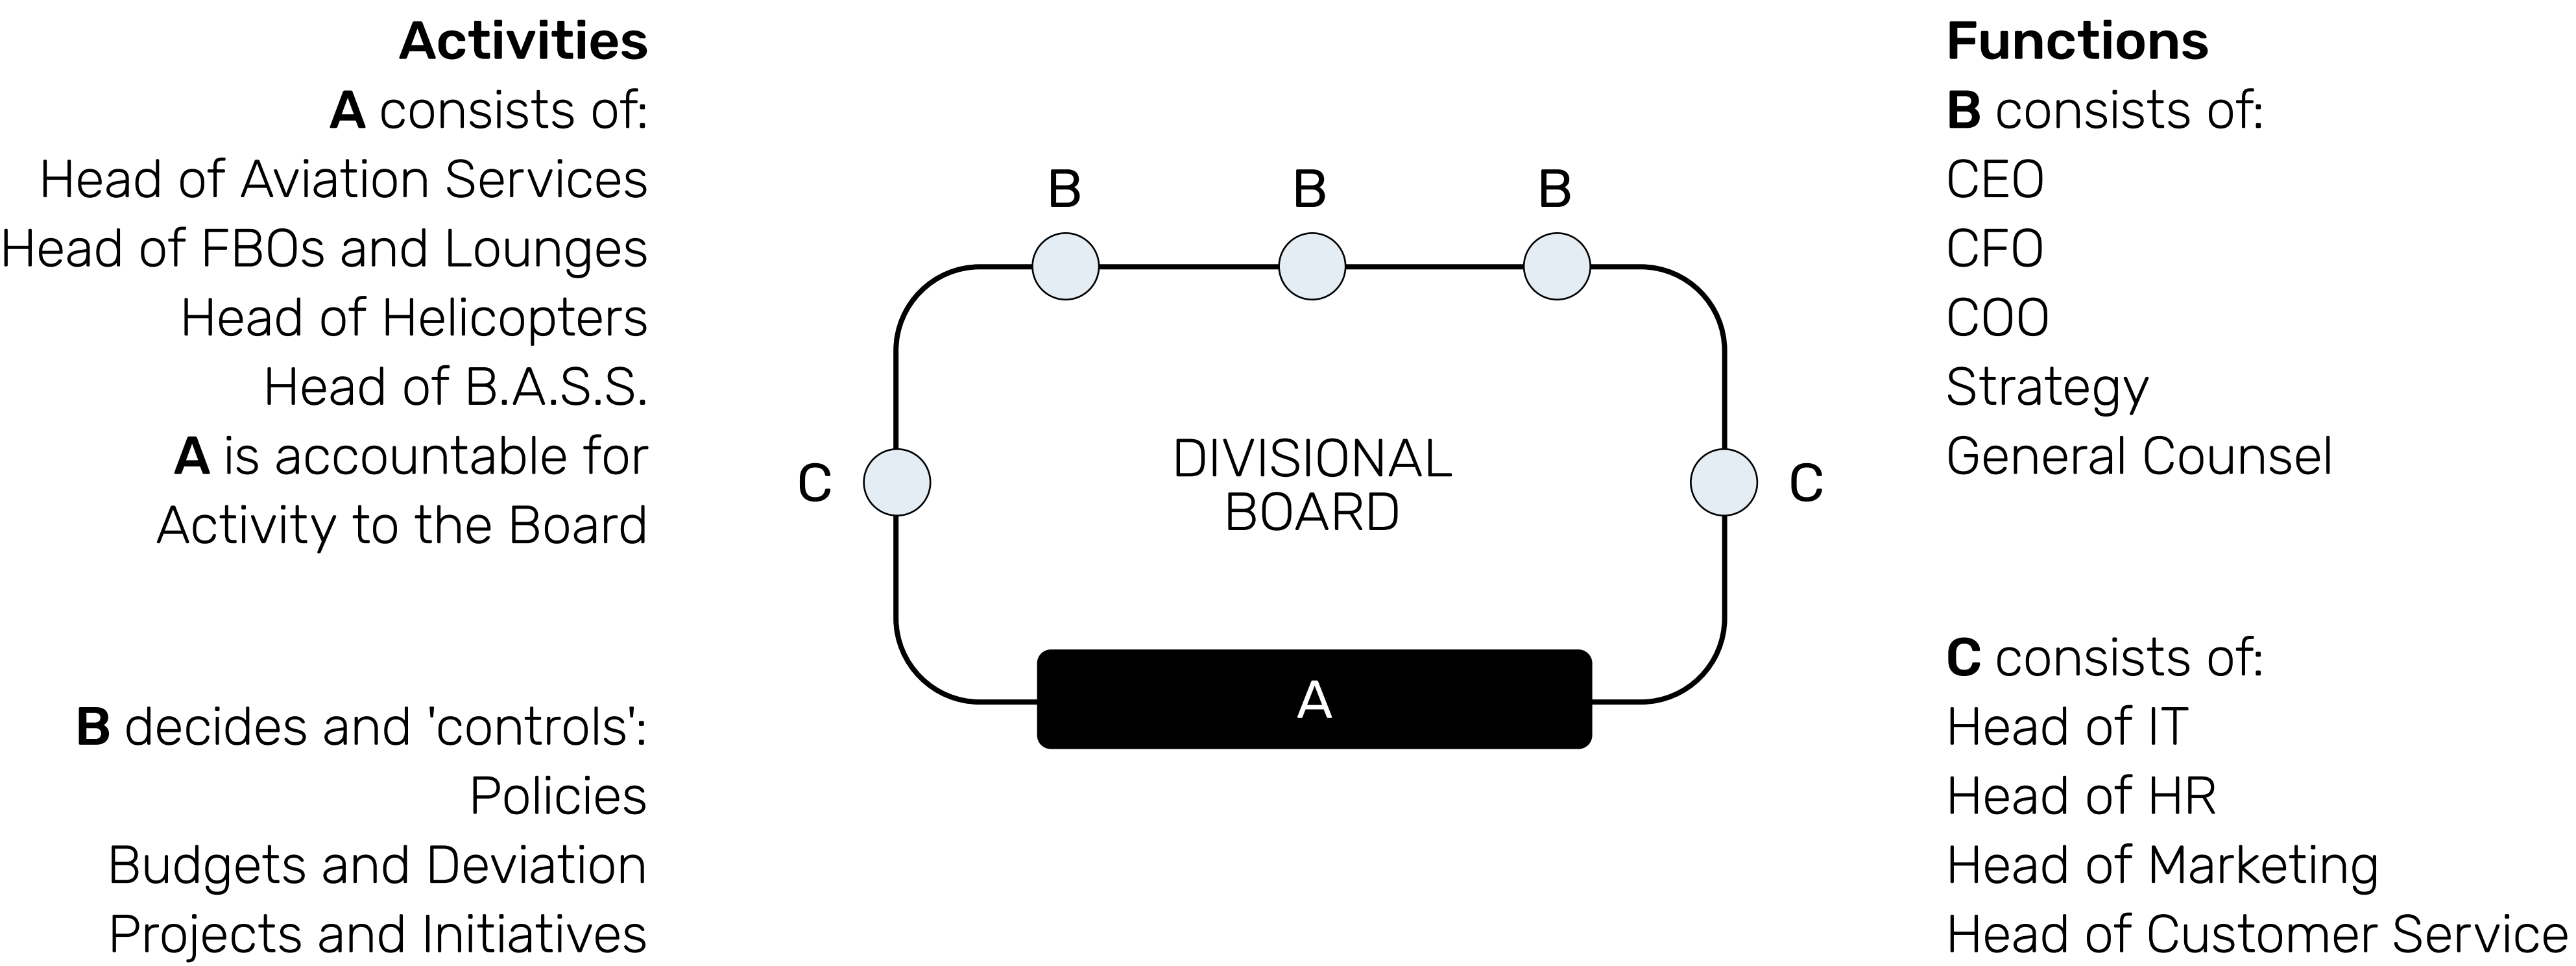 Activities
A consists of:
Head of Aviation Services
Head of FBOs and Lounges
Head of Helicopters
Head of B.A.S.S.
A is accountable for
Activity to the Board
B decides and 'controls':
Policies
Budgets and Deviation
Projects and Initiatives
B
B
B
C
DIVISIONAL
BOARD
C
A
Functions
B consists of:
CEO
CFO
COO
Strategy
General Counsel
C consists of:
Head of IT
Head of HR
Head of Marketing
Head of Customer Service